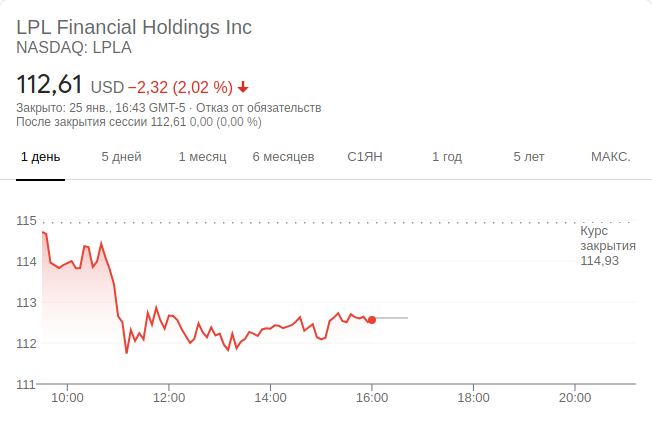 LPL Financial Holdings Inc
NASDAQ: LPLA
112,61 USD −2,32 (2,02 %)
Закрыто: 25 янв., 16:43 GMT-5 · Отказ от обязательств
После закрытия сессии 112,61 0,00 (0,00 %)
1 день 5 дней 1 месяц 6 месяцев С1ЯН 1 год 5 лет МАКС.
115
Курс
закрытия
114,93
114
113
112
111
10:00 12:00 14:00 16:00 18:00 20:00